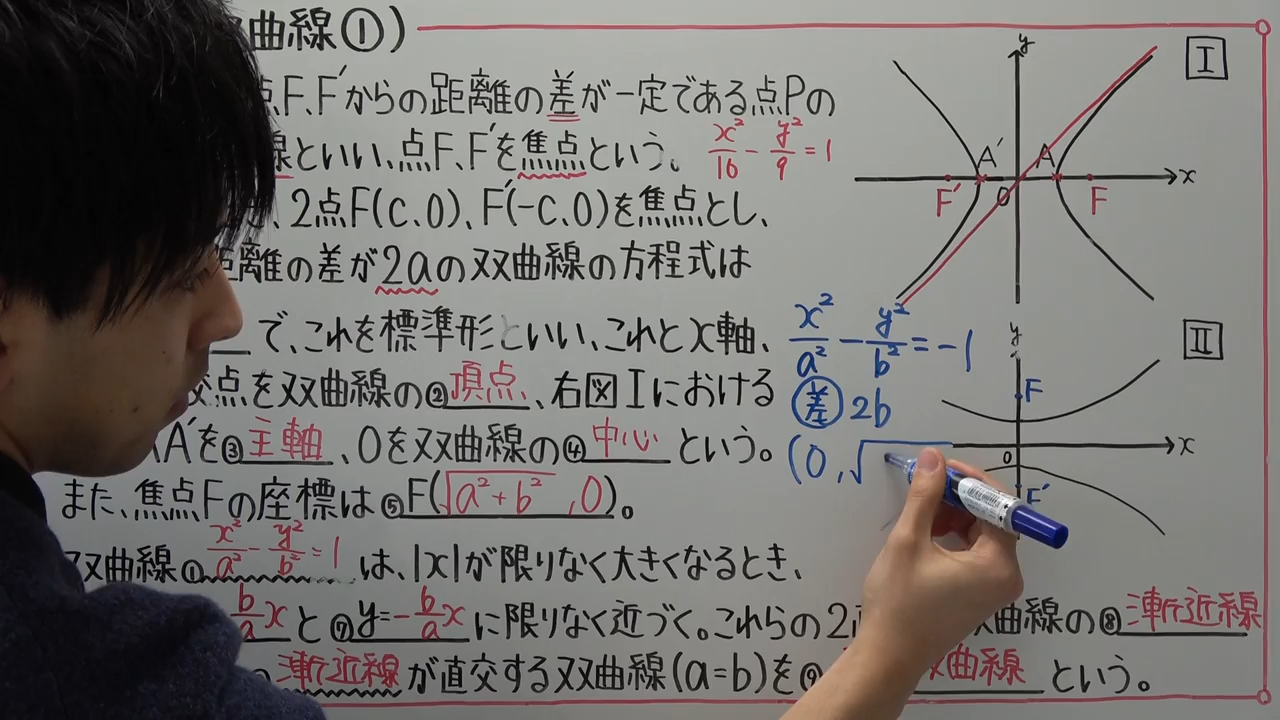 曲線①)
点F、F′からの距離の差が一定である点Pの
線といい、点F、F′を焦点という。
x²/16 - y²/9 = 1
2点F(c,0)、F′(-c,0)を焦点とし、
距離の差が2aの双曲線の方程式は
で、これを標準形といい、これとx軸、
交点を双曲線の②頂点、右図Ⅰにおける
A′を③主軸、Oを双曲線の④中心という。
また、焦点Fの座標は⑤F(√a²+b²,0)。
双曲線①x²/a² - y²/b² = 1は、|x|が限りなく大きくなるとき、
b/a xと⑦y=-b/a xに限りなく近づく。これらの2
双曲線の⑧漸近線
漸近線が直交する双曲線(a=b)を⑨
双曲線という。
Ⅰ
y
x
A′
A
F′
O
F
x²/a² - y²/b² = -1
差 2b
(0,√
Ⅱ
y
F
x
O
F′